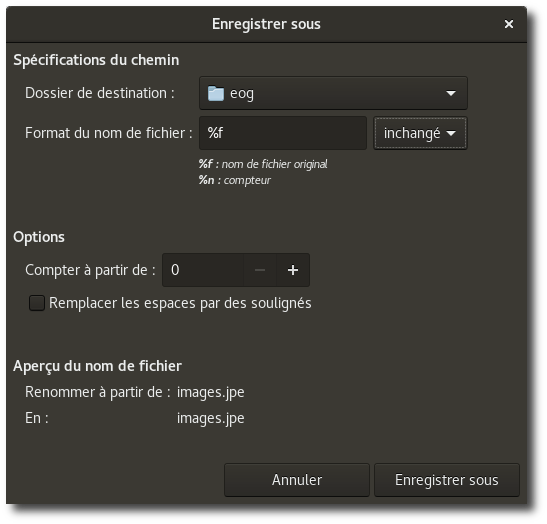 Enregistrer sous
Spécifications du chemin
Dossier de destination : eog
Format du nom de fichier : %f inchangé
%f : nom de fichier original
%n : compteur
Options
Compter à partir de : 0
Remplacer les espaces par des soulignés
Aperçu du nom de fichier
Renommer à partir de : images.jpe
En : images.jpe
Annuler Enregistrer sous